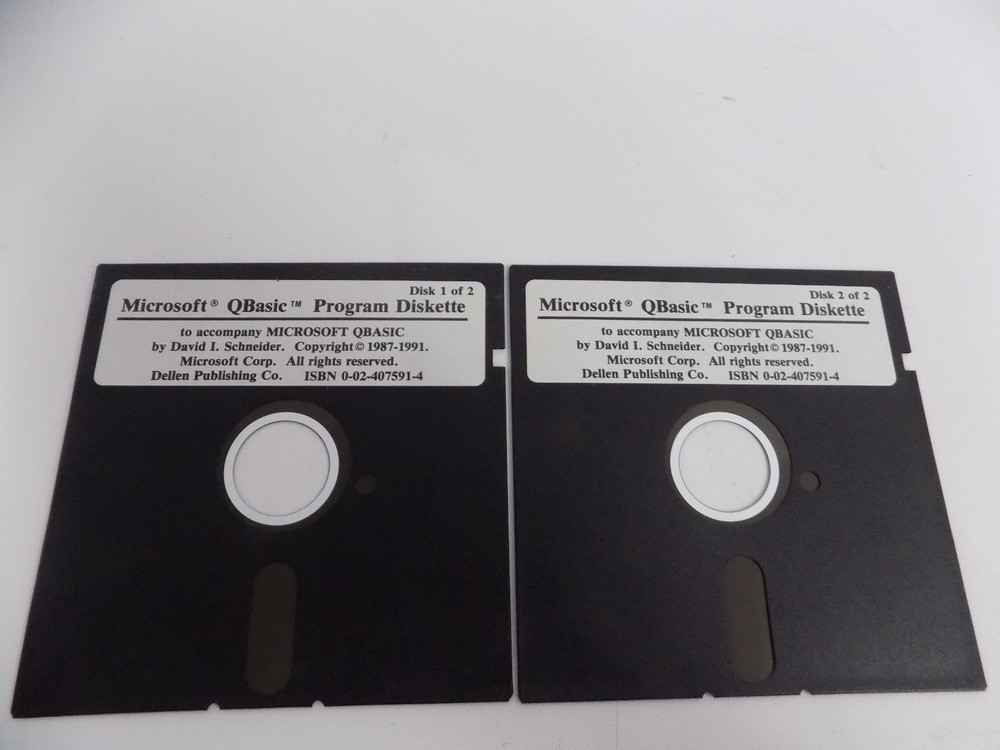 Disk 1 of 2
Microsoft® QBasic™ Program Diskette
to accompany MICROSOFT QBASIC
by David I. Schneider. Copyright© 1987-1991.
Microsoft Corp. All rights reserved.
Dellen Publishing Co. ISBN 0-02-407591-4
Disk 2 of 2
Microsoft® QBasic™ Program Diskette
to accompany MICROSOFT QBASIC
by David I. Schneider. Copyright© 1987-1991.
Microsoft Corp. All rights reserved.
Dellen Publishing Co. ISBN 0-02-407591-4